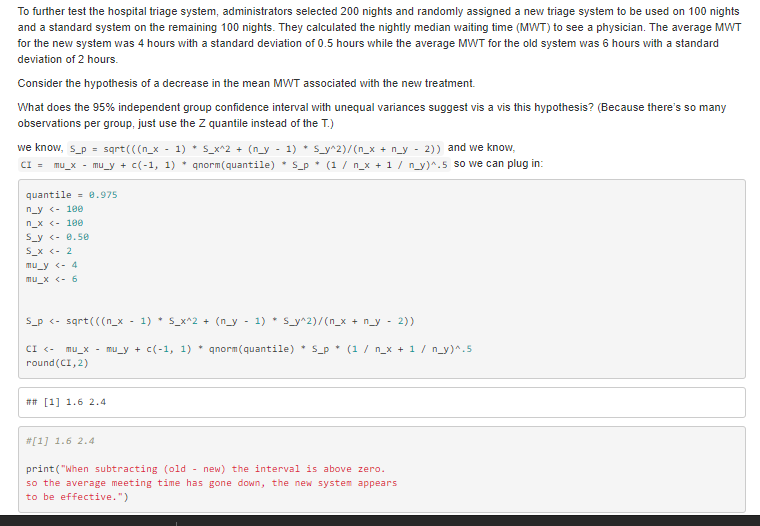 To further test the hospital triage system, administrators selected 200 nights and randomly assigned a new triage system to be used on 100 nights
and a standard system on the remaining 100 nights. They calculated the nightly median waiting time (MWT) to see a physician. The average MWT
for the new system was 4 hours with a standard deviation of 0.5 hours while the average MWT for the old system was 6 hours with a standard
deviation of 2 hours.
Consider the hypothesis of a decrease in the mean MWT associated with the new treatment.
What does the 95% independent group confidence interval with unequal variances suggest vis a vis this hypothesis? (Because there's so many
observations per group, just use the Z quantile instead of the T.)
we know, S_p = sqrt(((n_x - 1) * S_x^2 + (n_y - 1) * S_y^2)/(n_x + n_y - 2)) and we know,
CI = mu_x - mu_y + c(-1, 1) * qnorm(quantile) * S_p * (1 / n_x + 1 / n_y)^.5 so we can plug in:
quantile = 0.975
n_y <- 100
n_x <- 100
S_y <- 0.50
S_x <- 2
mu_y <- 4
mu_x <- 6
S_p <- sqrt(((n_x - 1) * S_x^2 + (n_y - 1) * S_y^2)/(n_x + n_y - 2))
CI <- mu_x - mu_y + c(-1, 1) * qnorm(quantile) * S_p * (1 / n_x + 1 / n_y)^.5
round(CI,2)
## [1] 1.6 2.4
#[1] 1.6 2.4
print("When subtracting (old - new) the interval is above zero.
so the average meeting time has gone down, the new system appears
to be effective.")